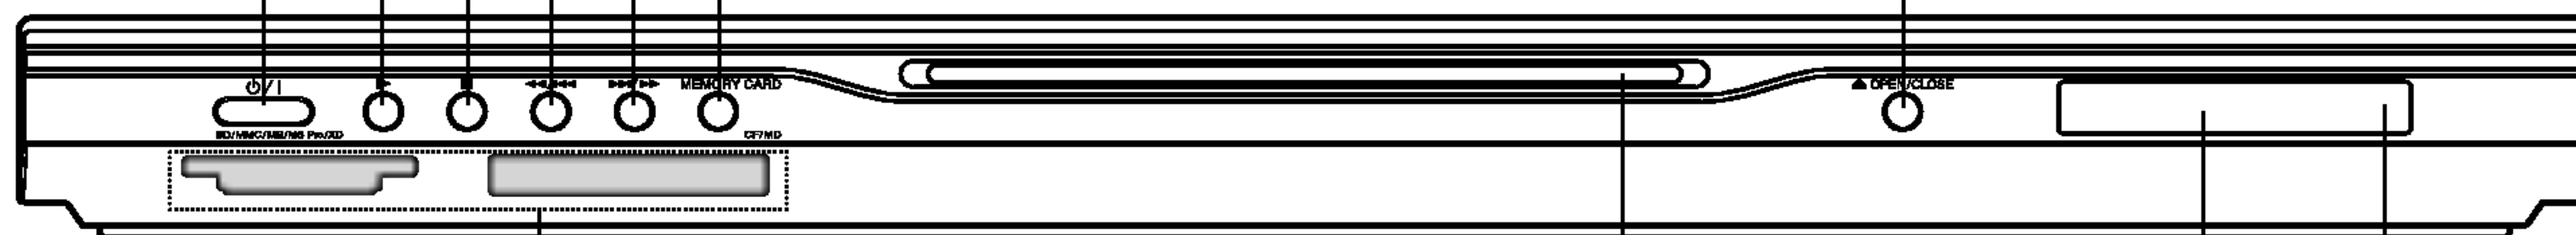 ⏻/I
MEMORY CARD
▲ OPEN/CLOSE
SD/MMC/MS/MS Pro/XD
CF/MD